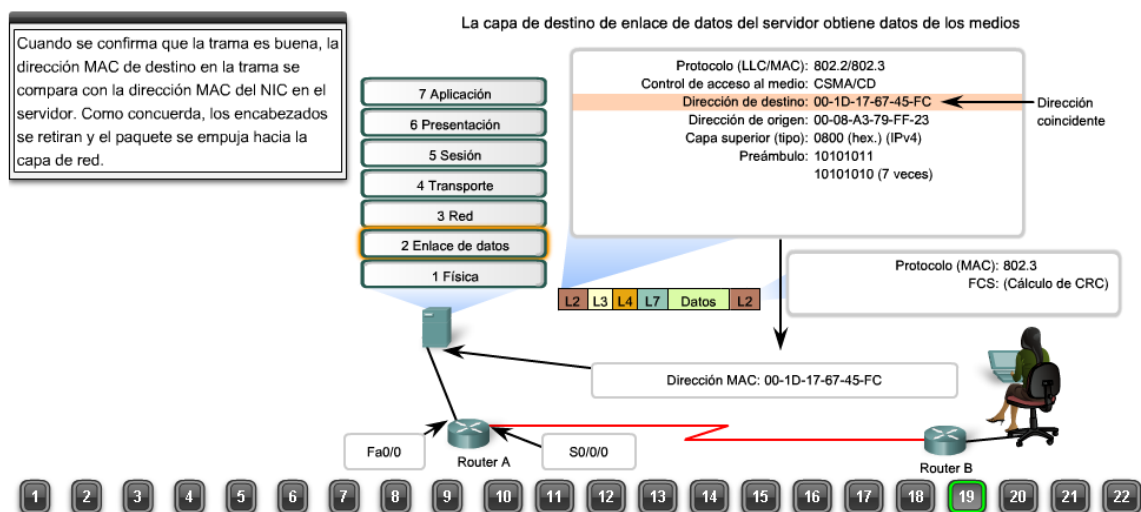 La capa de destino de enlace de datos del servidor obtiene datos de los medios
Cuando se confirma que la trama es buena, la
dirección MAC de destino en la trama se
compara con la dirección MAC del NIC en el
servidor. Como concuerda, los encabezados
se retiran y el paquete se empuja hacia la
capa de red.
7 Aplicación
6 Presentación
5 Sesión
4 Transporte
3 Red
2 Enlace de datos
1 Física
Protocolo (LLC/MAC): 802.2/802.3
Control de acceso al medio: CSMA/CD
Dirección de destino: 00-1D-17-67-45-FC
Dirección de origen: 00-08-A3-79-FF-23
Capa superior (tipo): 0800 (hex.) (IPv4)
Preámbulo: 10101011
10101010 (7 veces)
Dirección
coincidente
Protocolo (MAC): 802.3
FCS: (Cálculo de CRC)
L2 L3 L4 L7 Datos L2
Dirección MAC: 00-1D-17-67-45-FC
Fa0/0
Router A
S0/0/0
Router B
1 2 3 4 5 6 7 8 9 10 11 12 13 14 15 16 17 18 19 20 21 22